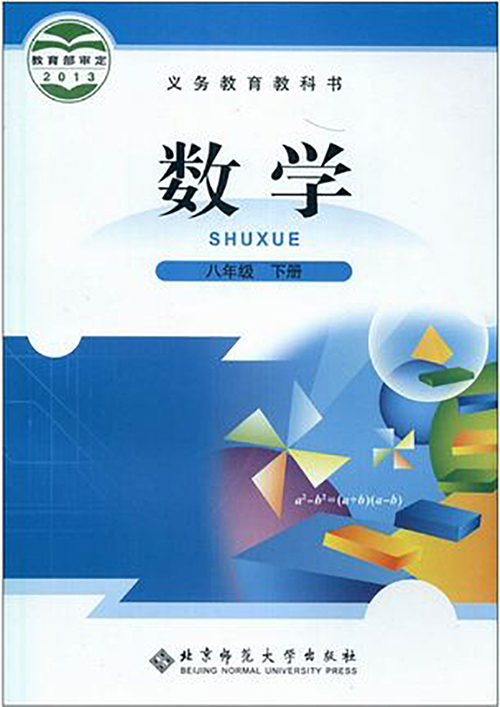 教育部审定
2013
义务教育教科书
数学
SHUXUE
八年级 下册
a²-b²=(a+b)(a-b)
北京师范大学出版社
BEIJING NORMAL UNIVERSITY PRESS